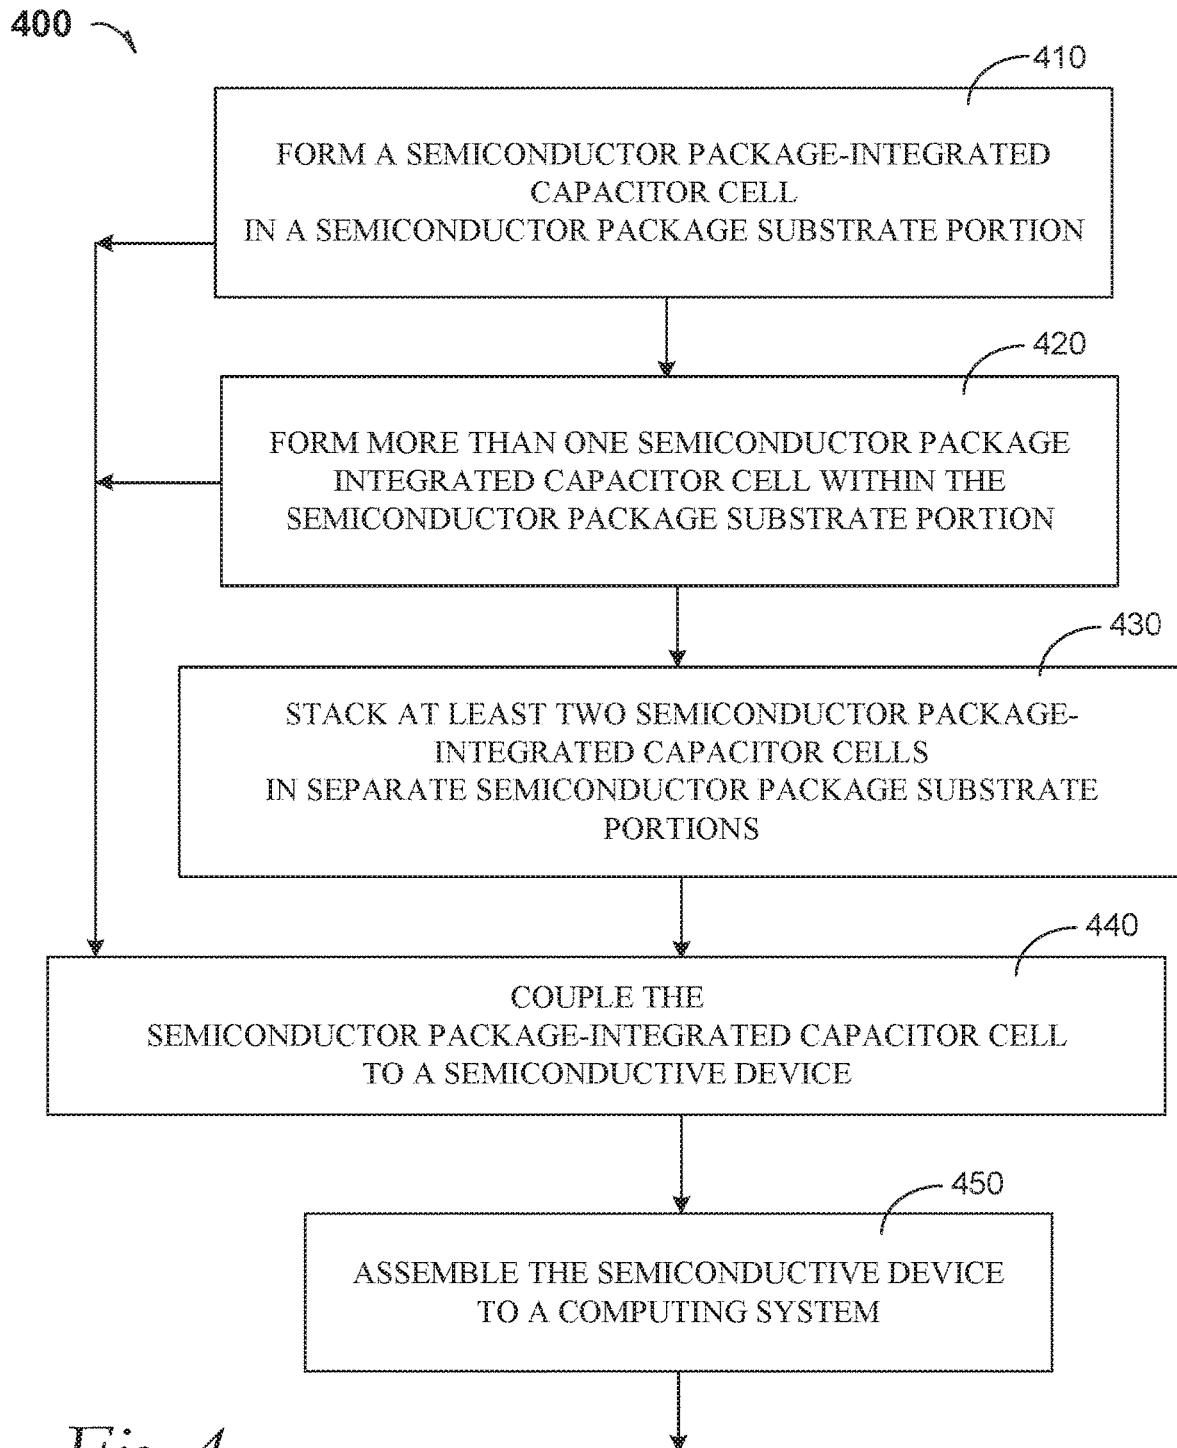 400
410
FORM A SEMICONDUCTOR PACKAGE-INTEGRATED
CAPACITOR CELL
IN A SEMICONDUCTOR PACKAGE SUBSTRATE PORTION
420
FORM MORE THAN ONE SEMICONDUCTOR PACKAGE
INTEGRATED CAPACITOR CELL WITHIN THE
SEMICONDUCTOR PACKAGE SUBSTRATE PORTION
430
STACK AT LEAST TWO SEMICONDUCTOR PACKAGE-
INTEGRATED CAPACITOR CELLS
IN SEPARATE SEMICONDUCTOR PACKAGE SUBSTRATE
PORTIONS
440
COUPLE THE
SEMICONDUCTOR PACKAGE-INTEGRATED CAPACITOR CELL
TO A SEMICONDUCTIVE DEVICE
450
ASSEMBLE THE SEMICONDUCTIVE DEVICE
TO A COMPUTING SYSTEM
Fig. 4